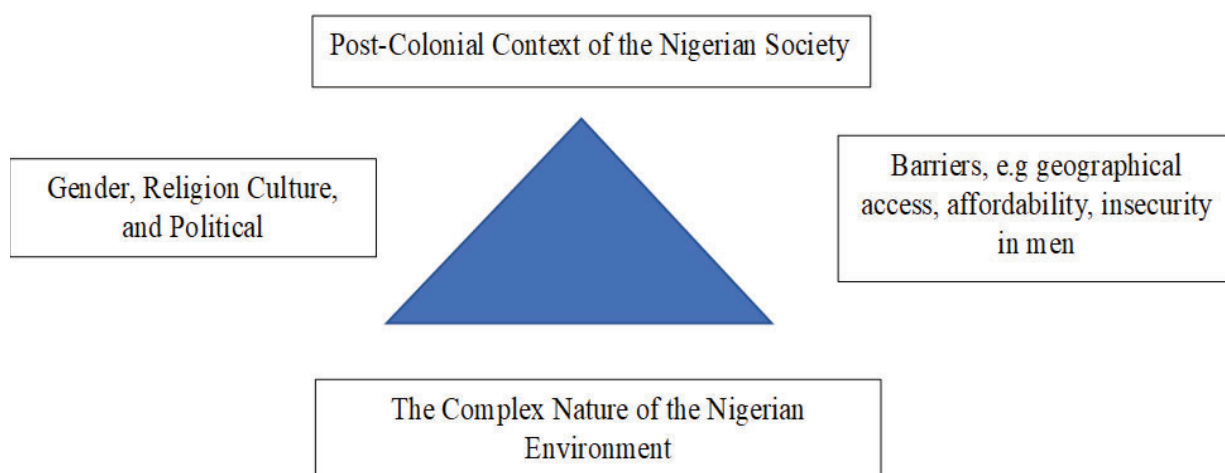 Post-Colonial Context of the Nigerian Society
Gender, Religion Culture,
and Political
Barriers, e.g geographical
access, affordability, insecurity
in men
The Complex Nature of the Nigerian
Environment